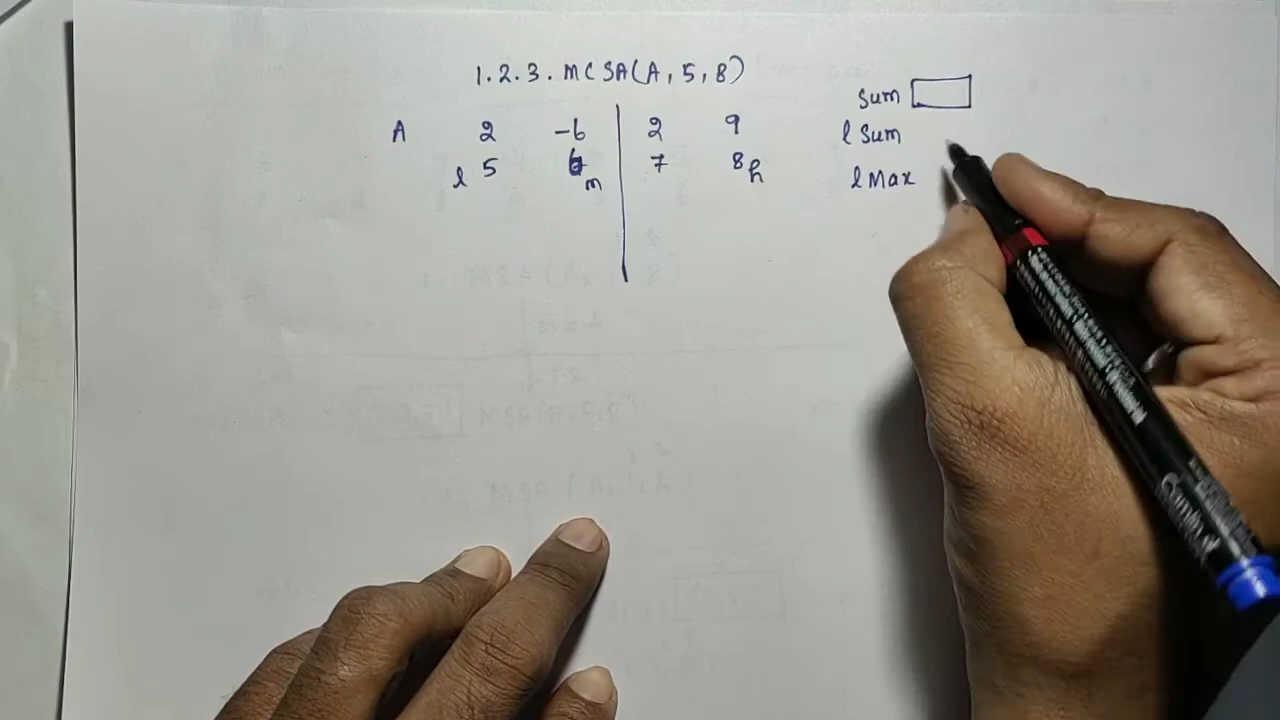 1.2.3. MCSA(A, 5, 8)
sum
A 2 -6 2 9
l sum
l 5 6 m 7 8 h
l Max